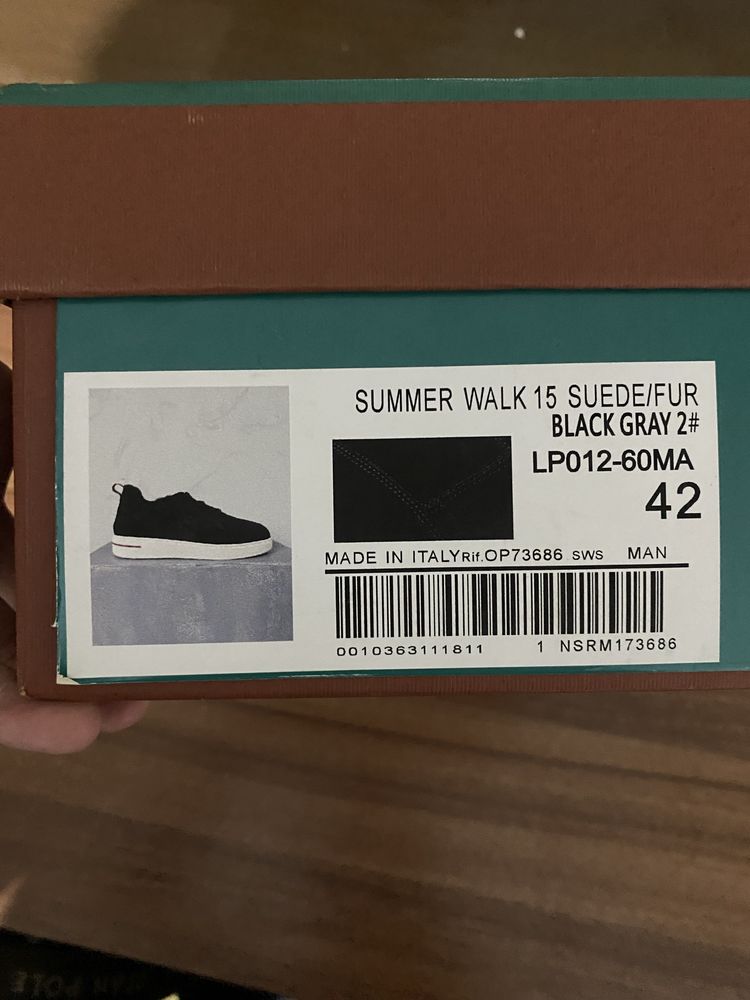 SUMMER WALK 15 SUEDE/FUR
BLACK GRAY 2#
LP012-60MA
42
MADE IN ITALY Rif.OP73686 SWS MAN
0010363111811 1 NSRM173686